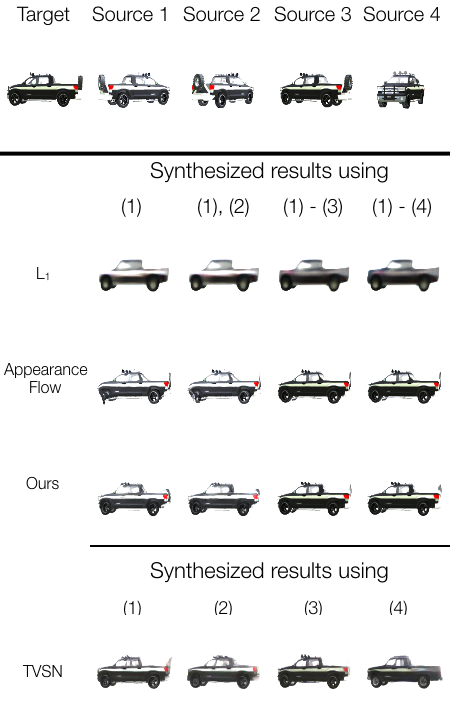 Target Source 1 Source 2 Source 3 Source 4
Synthesized results using
(1) (1), (2) (1) - (3) (1) - (4)
L₁
Appearance
Flow
Ours
Synthesized results using
(1) (2) (3) (4)
TVSN